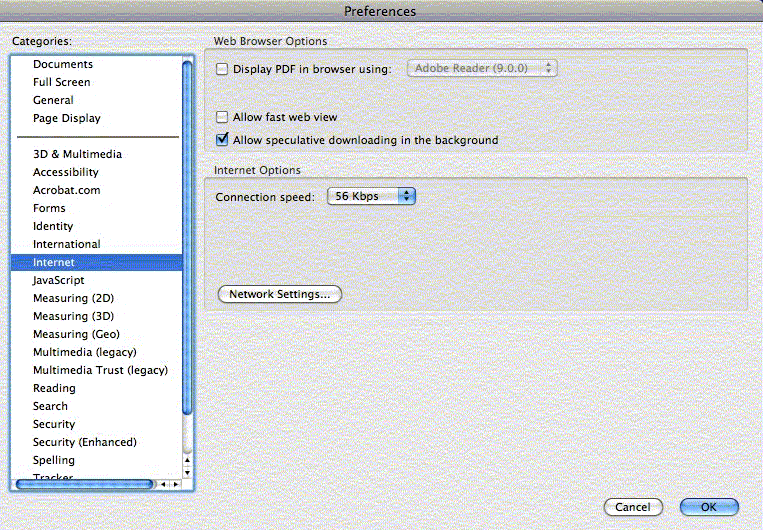 Preferences
Categories:
Documents
Full Screen
General
Page Display
3D & Multimedia
Accessibility
Acrobat.com
Forms
Identity
International
Internet
JavaScript
Measuring (2D)
Measuring (3D)
Measuring (Geo)
Multimedia (legacy)
Multimedia Trust (legacy)
Reading
Search
Security
Security (Enhanced)
Spelling
Tracker
Web Browser Options
Display PDF in browser using: Adobe Reader (9.0.0)
Allow fast web view
Allow speculative downloading in the background
Internet Options
Connection speed: 56 Kbps
Network Settings...
Cancel OK